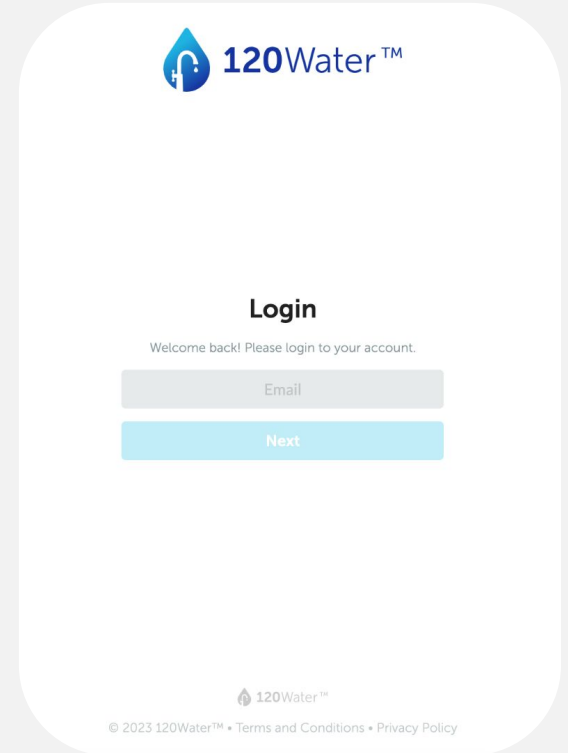 120Water™
Login
Welcome back! Please login to your account.
Email
Next
120Water™
© 2023 120Water™ • Terms and Conditions • Privacy Policy